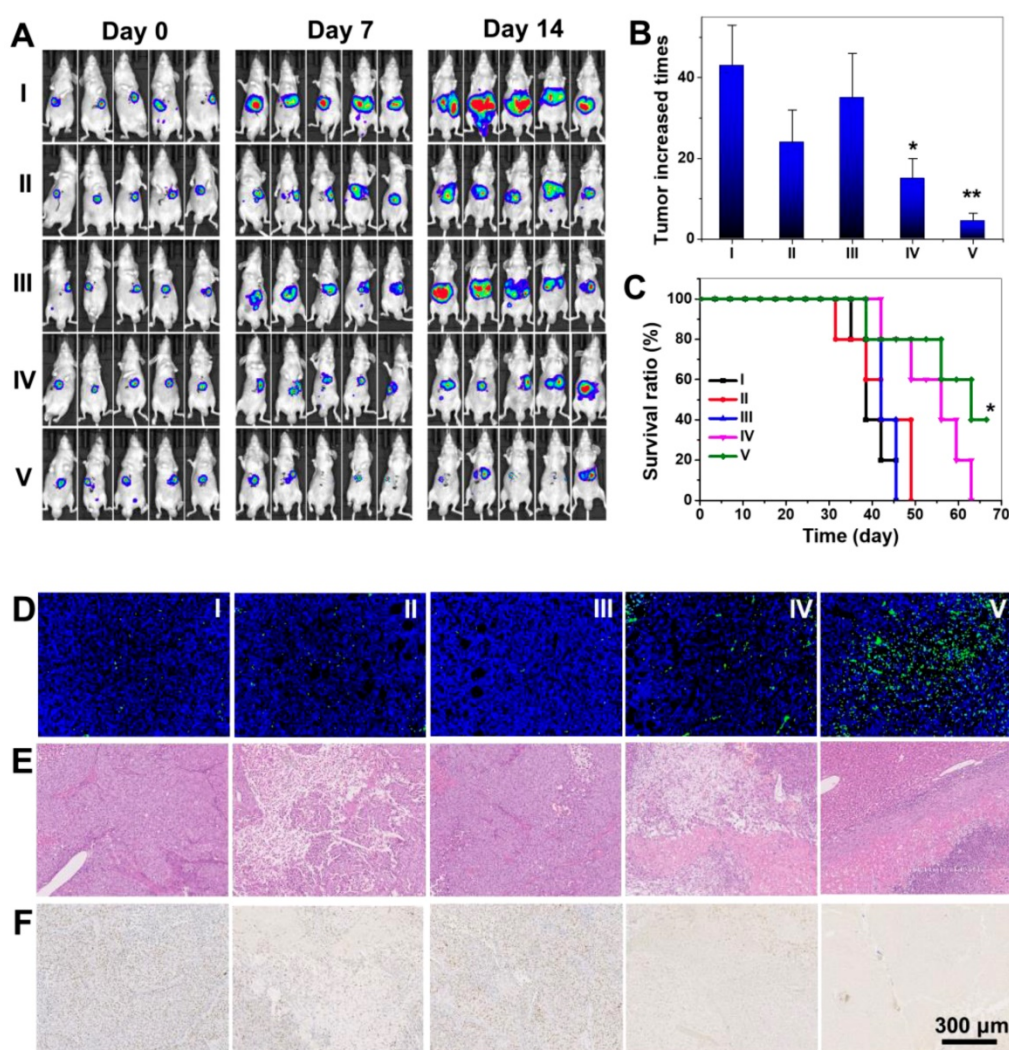 A
Day 0
Day 7
Day 14
I
II
III
IV
V
B
Tumor increased times
40
20
0
I
II
III
IV
V
*
**
C
Survival ratio (%)
100
80
60
40
20
0
I
II
III
IV
V
*
0
10
20
30
40
50
60
70
Time (day)
D
I
II
III
IV
V
E
F
300 µm